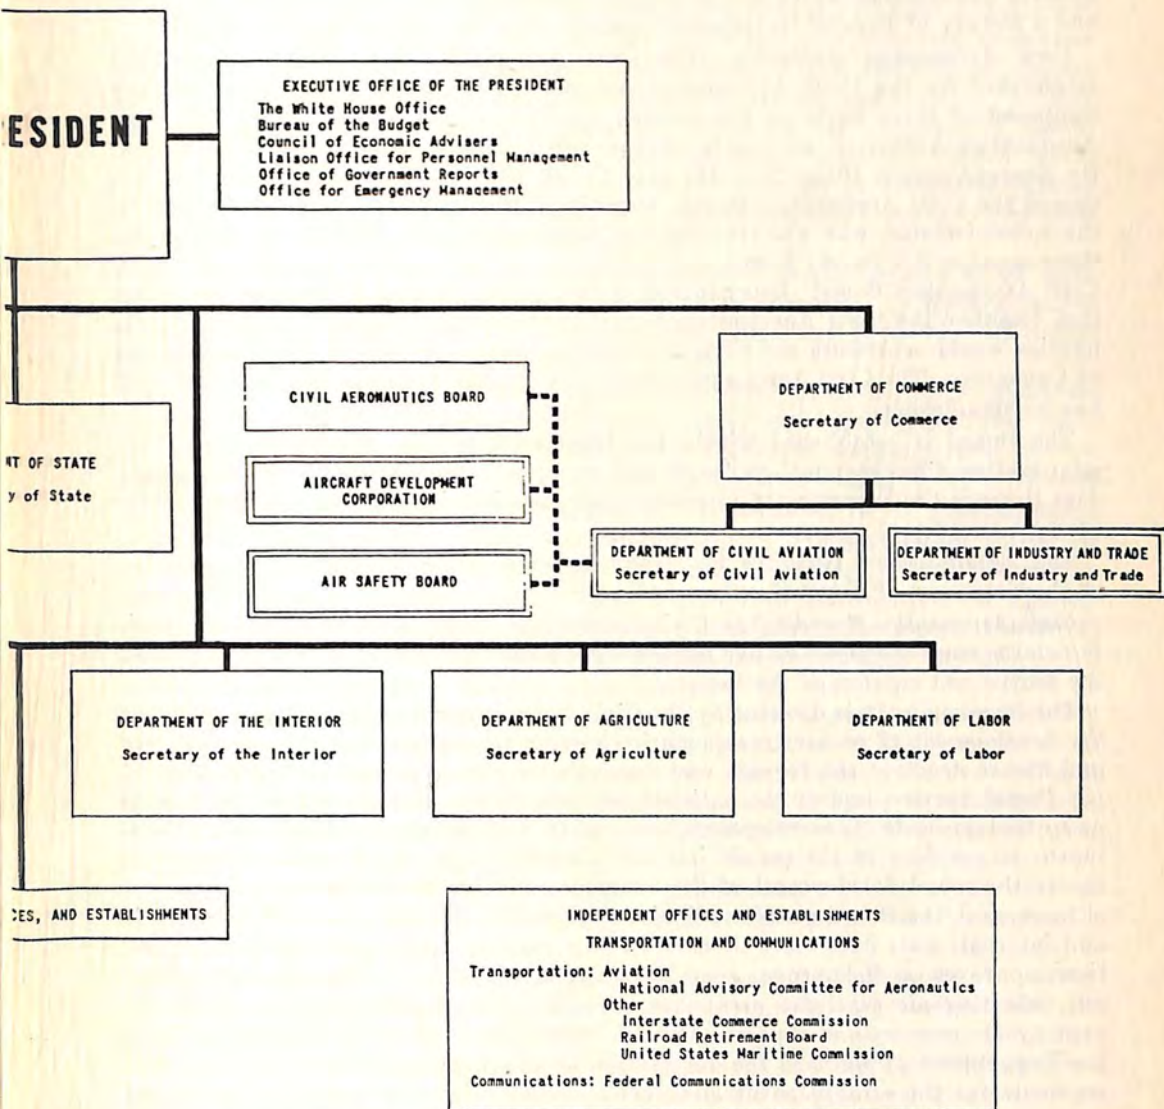 ESIDENT
EXECUTIVE OFFICE OF THE PRESIDENT
The White House Office
Bureau of the Budget
Council of Economic Advisers
Liaison Office for Personnel Management
Office of Government Reports
Office for Emergency Management
CIVIL AERONAUTICS BOARD
DEPARTMENT OF COMMERCE
Secretary of Commerce
NT OF STATE
y of State
AIRCRAFT DEVELOPMENT
CORPORATION
AIR SAFETY BOARD
DEPARTMENT OF CIVIL AVIATION
Secretary of Civil Aviation
DEPARTMENT OF INDUSTRY AND TRADE
Secretary of Industry and Trade
DEPARTMENT OF THE INTERIOR
Secretary of the Interior
DEPARTMENT OF AGRICULTURE
Secretary of Agriculture
DEPARTMENT OF LABOR
Secretary of Labor
CES, AND ESTABLISHMENTS
INDEPENDENT OFFICES AND ESTABLISHMENTS
TRANSPORTATION AND COMMUNICATIONS
Transportation: Aviation
National Advisory Committee for Aeronautics
Other
Interstate Commerce Commission
Railroad Retirement Board
United States Maritime Commission
Communications: Federal Communications Commission